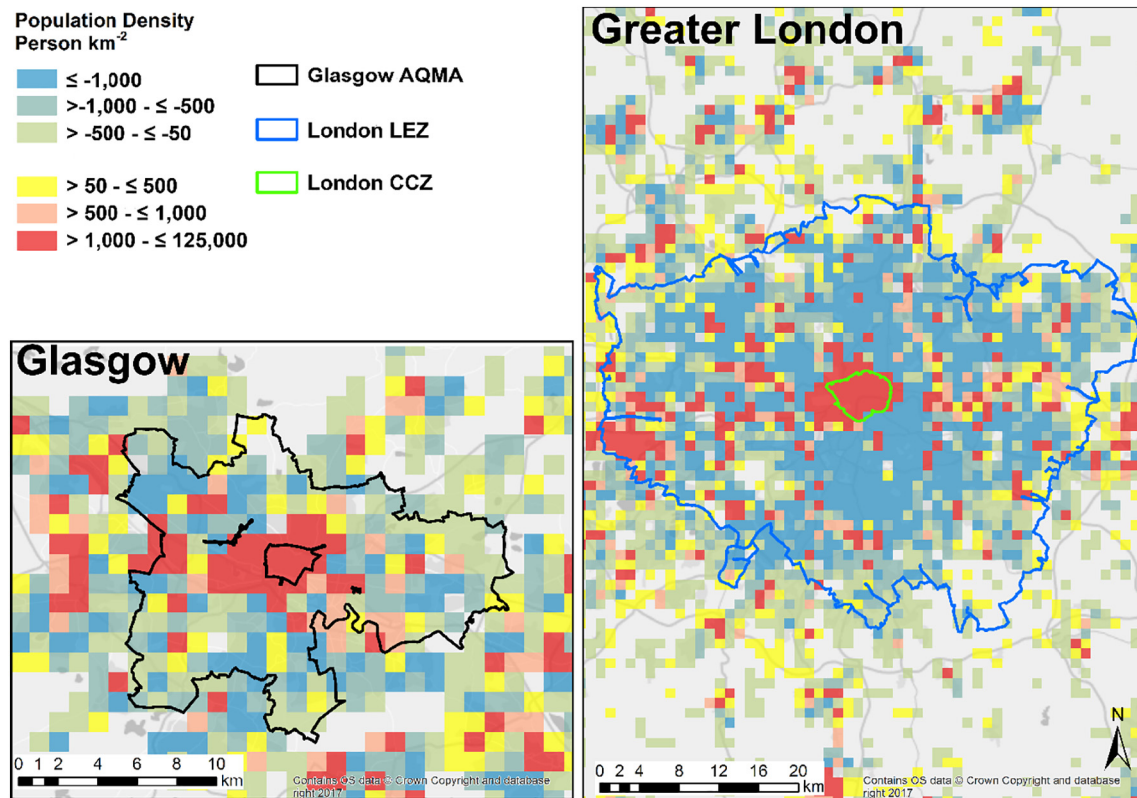 Population Density
Person km-2
≤ -1,000
>-1,000 - ≤ -500
> -500 - ≤ -50
> 50 - ≤ 500
> 500 - ≤ 1,000
> 1,000 - ≤ 125,000
Glasgow AQMA
London LEZ
London CCZ
Glasgow
0 1 2 4 6 8 10
km
Contains OS data © Crown Copyright and database
right 2017
Greater London
N
0 2 4 8 12 16 20
km
Contains OS data © Crown Copyright and database
right 2017